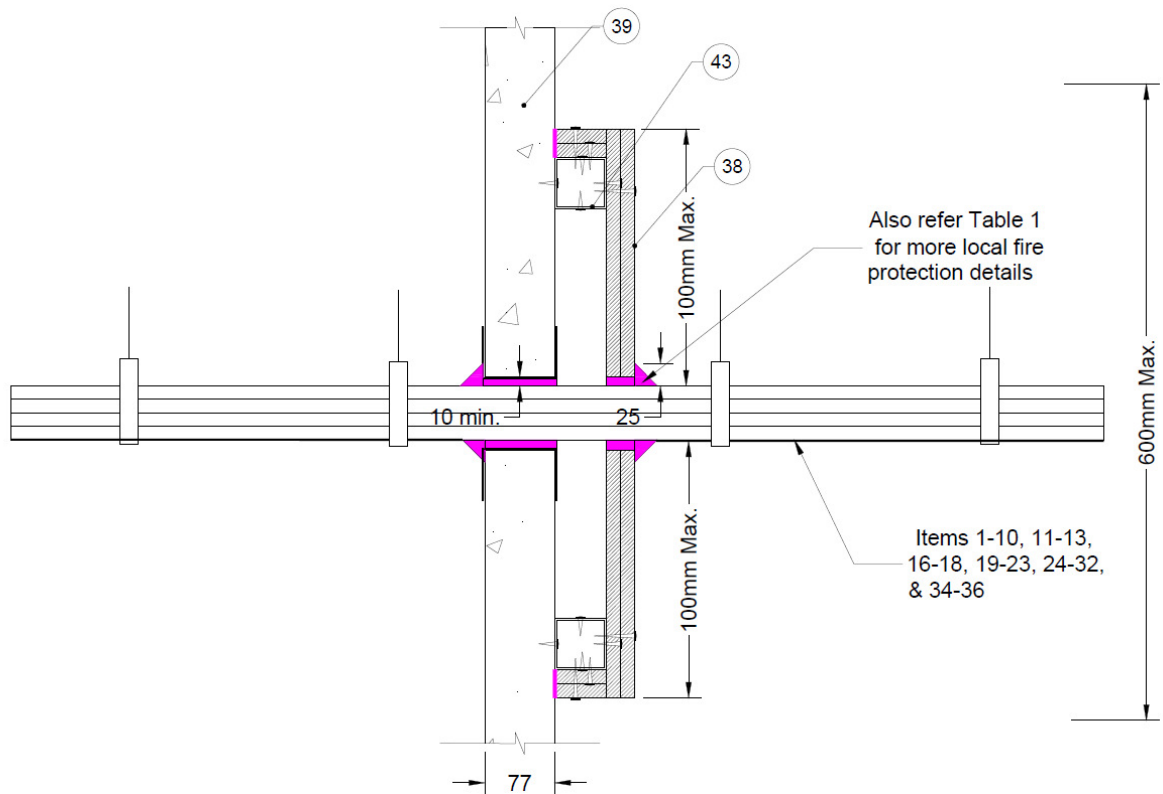 39
43
38
100mm Max.
Also refer Table 1
for more local fire
protection details
600mm Max.
10 min.
25
100mm Max.
Items 1-10, 11-13,
16-18, 19-23, 24-32,
& 34-36
77